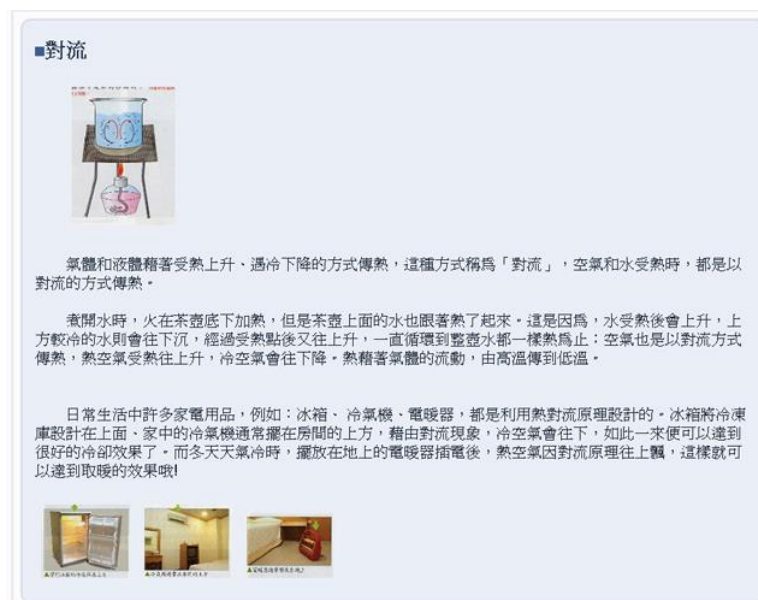 ■對流
氣體和液體藉著受熱上升、遇冷下降的方式傳熱，這種方式稱為「對流」，空氣和水受熱時，都是以
對流的方式傳熱。
煮開水時，火在茶壺底下加熱，但是茶壺上面的水也跟著熱了起來。這是因為，水受熱後會上升，上
方較冷的水則會往下沉，經過受熱點後又往上升，一直循環到整壺水都一樣熱為止；空氣也是以對流方式
傳熱，熱空氣受熱往上升，冷空氣會往下降。熱藉著氣體的流動，由高溫傳到低溫。
日常生活中許多家電用品，例如：冰箱、冷氣機、電暖器，都是利用熱對流原理設計的。冰箱將冷凍
庫設計在上面、家中的冷氣機通常擺在房間的上方，藉由對流現象，冷空氣會往下，如此一來便可以達到
很好的冷卻效果了。而冬天天氣冷時，擺放在地上的電暖器插電後，熱空氣因對流原理往上飄，這樣就可
以達到取暖的效果哦!